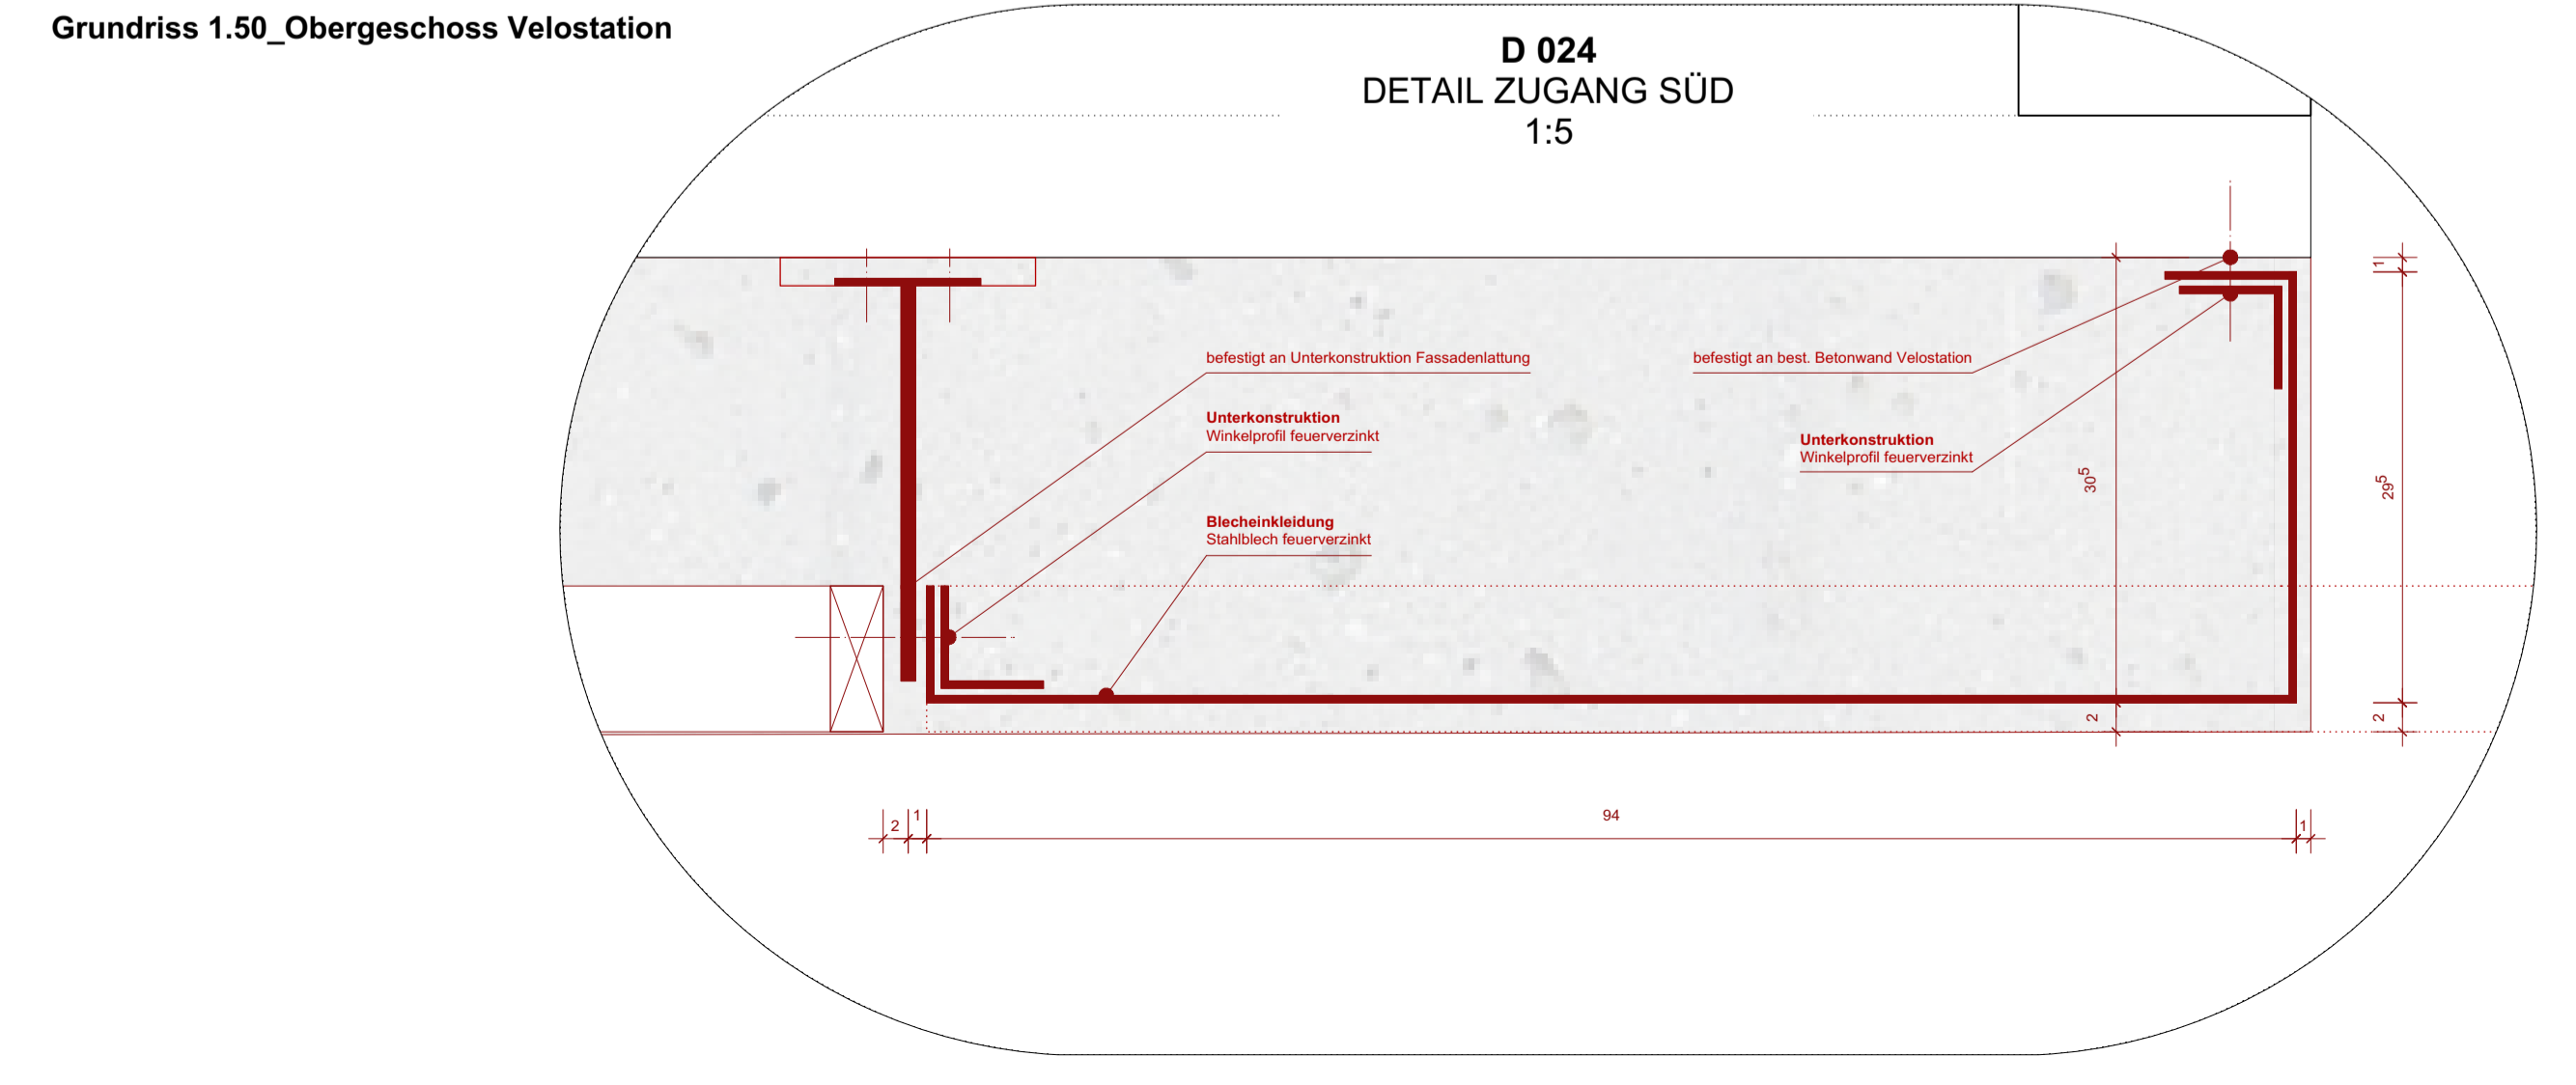 Grundriss 1.50_Obergeschoss Velostation
D 024
DETAIL ZUGANG SÜD
1:5
befestigt an Unterkonstruktion Fassadenlattung
befestigt an best. Betonwand Velostation
Unterkonstruktion
Winkelprofil feuerverzinkt
Unterkonstruktion
Winkelprofil feuerverzinkt
Blecheinkleidung
Stahlblech feuerverzinkt
30⁵
2
1
29⁵
2
2
1
94
1